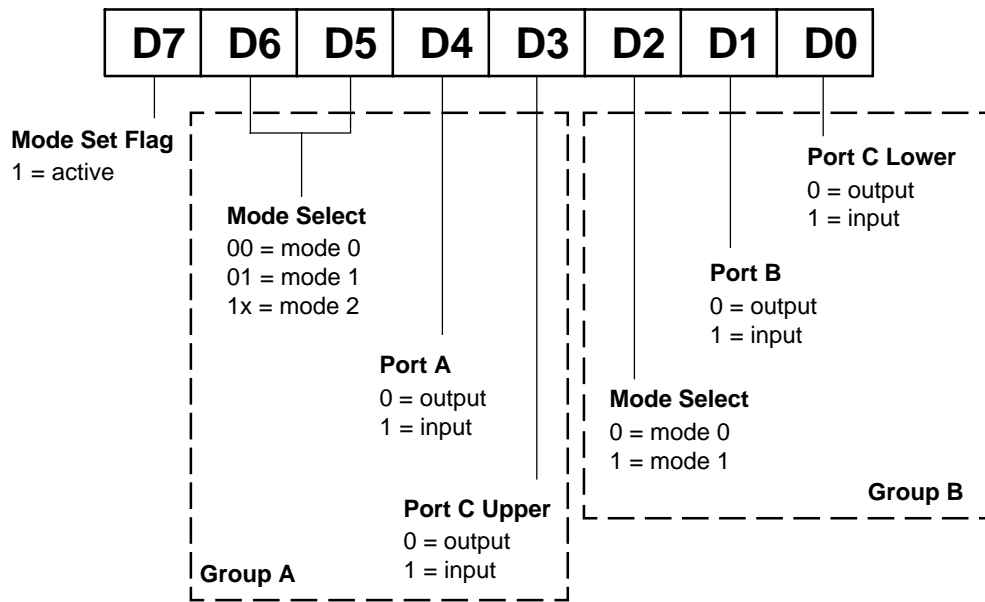 D7 D6 D5 D4 D3 D2 D1 D0
Mode Set Flag
1 = active
Mode Select
00 = mode 0
01 = mode 1
1x = mode 2
Port A
0 = output
1 = input
Port C Upper
0 = output
1 = input
Group A
Port C Lower
0 = output
1 = input
Port B
0 = output
1 = input
Mode Select
0 = mode 0
1 = mode 1
Group B